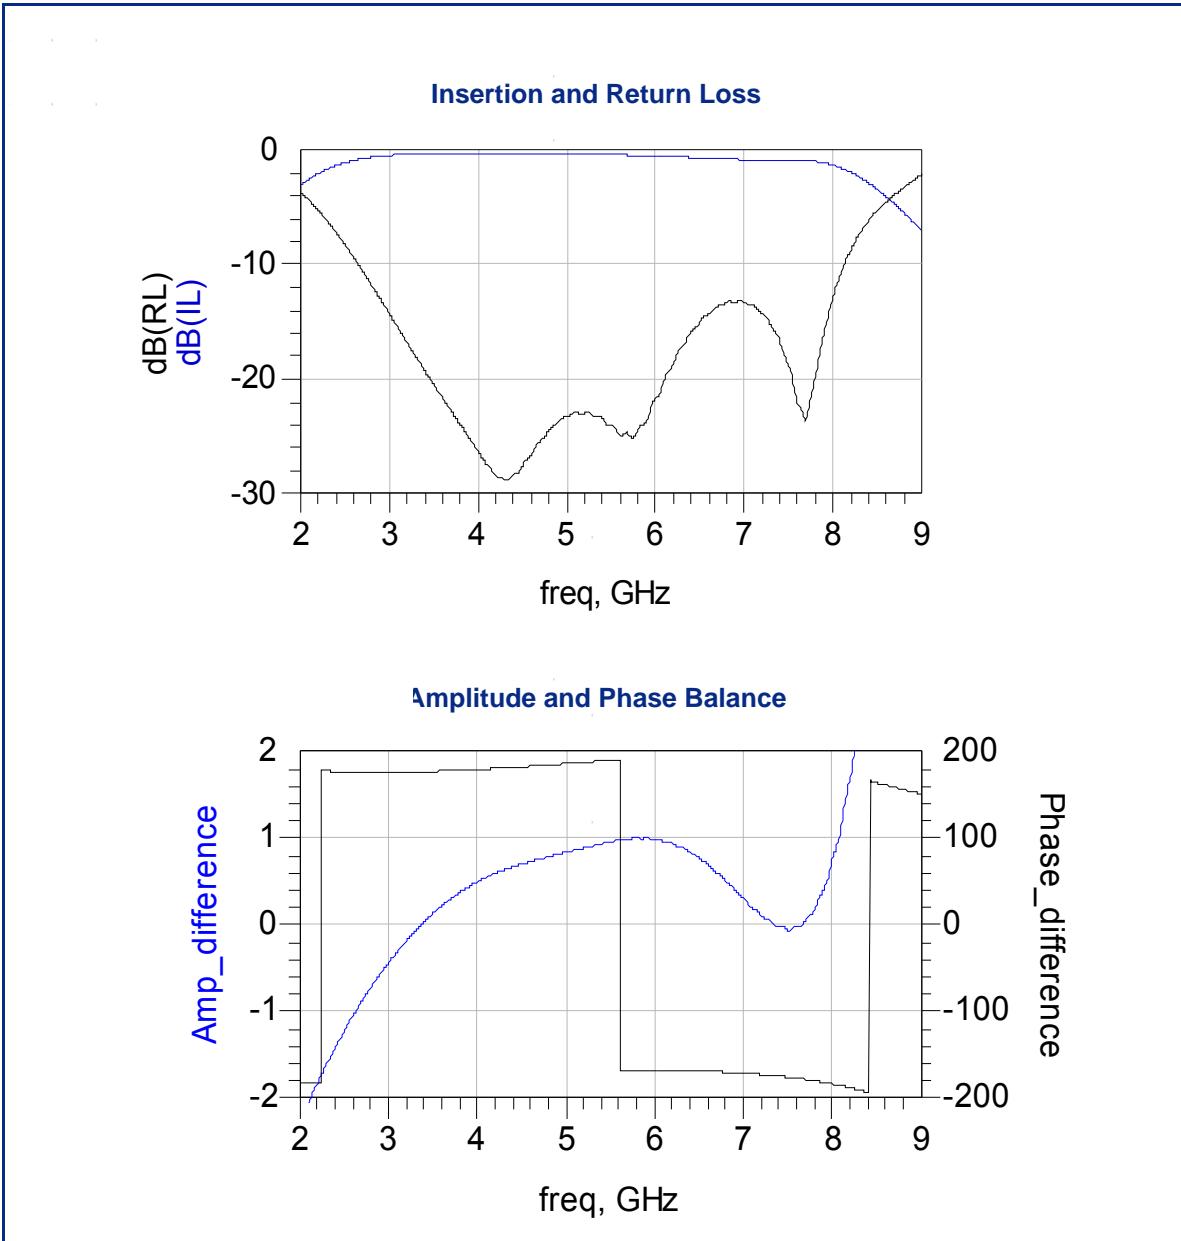 Insertion and Return Loss
dB(RL)
dB(IL)
0
-10
-20
-30
2 3 4 5 6 7 8 9
freq, GHz
Amplitude and Phase Balance
Amp_difference
2
1
0
-1
-2
200
100
0
-100
-200
Phase_difference
2 3 4 5 6 7 8 9
freq, GHz